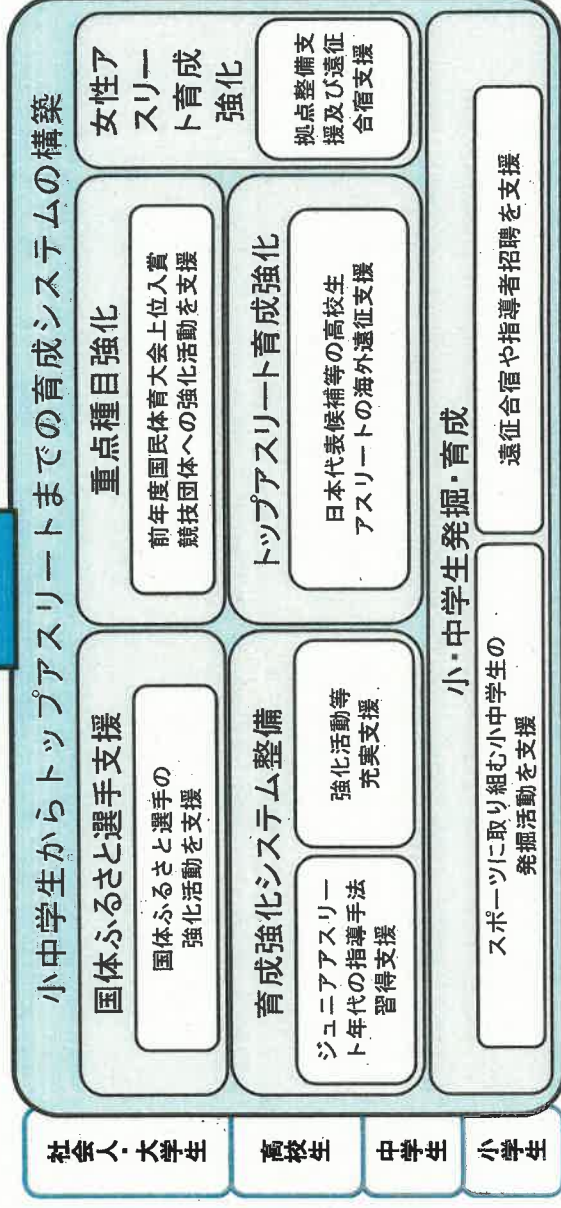 小中学生からトップアスリートまでの育成システムの構築
社会人・大学生
国体ふるさと選手支援
国体ふるさと選手の
強化活動を支援
重点種目強化
前年度国民体育大会上位入賞
競技団体への強化活動を支援
女性ア
スリー
ト育成
強化
拠点整備支
援及び遠征
合宿支援
高校生
育成強化システム整備
ジュニアアスリー
ト年代の指導手法
習得支援
強化活動等
充実支援
トップアスリート育成強化
日本代表候補等の高校生
アスリートの海外遠征支援
中学生
小学生
小・中学生発掘・育成
スポーツに取り組む小中学生の
発掘活動を支援
遠征合宿や指導者招聘を支援